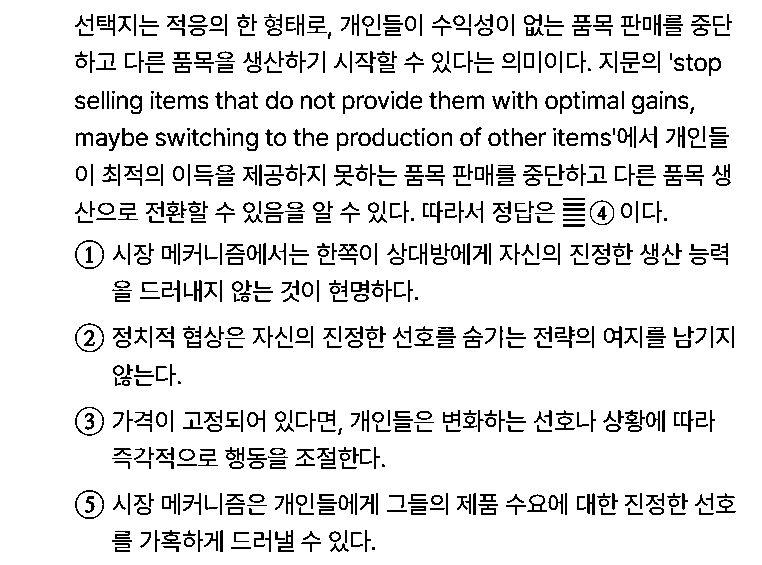 선택지는 적응의 한 형태로, 개인들이 수익성이 없는 품목 판매를 중단
하고 다른 품목을 생산하기 시작할 수 있다는 의미이다. 지문의 'stop
selling items that do not provide them with optimal gains,
maybe switching to the production of other items'에서 개인들
이 최적의 이득을 제공하지 못하는 품목 판매를 중단하고 다른 품목 생
산으로 전환할 수 있음을 알 수 있다. 따라서 정답은 ④ 이다.
① 시장 메커니즘에서는 한쪽이 상대방에게 자신의 진정한 생산 능력
을 드러내지 않는 것이 현명하다.
② 정치적 협상은 자신의 진정한 선호를 숨기는 전략의 여지를 남기지
않는다.
③ 가격이 고정되어 있다면, 개인들은 변화하는 선호나 상황에 따라
즉각적으로 행동을 조절한다.
⑤ 시장 메커니즘은 개인들에게 그들의 제품 수요에 대한 진정한 선호
를 가혹하게 드러낼 수 있다.